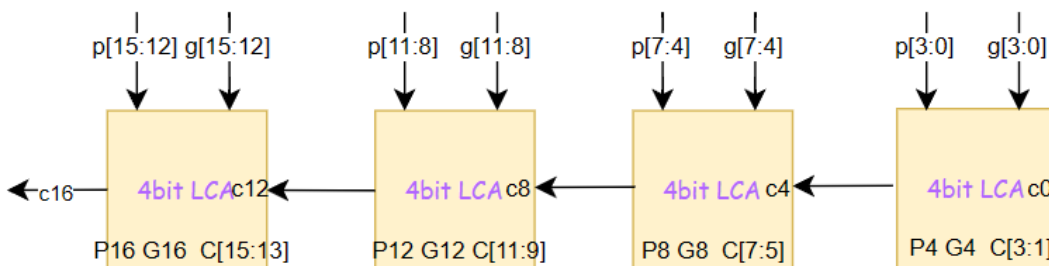 p[15:12] g[15:12] p[11:8] g[11:8] p[7:4] g[7:4] p[3:0] g[3:0]
c16 4bit LCA c12 4bit LCA c8 4bit LCA c4 4bit LCA c0
P16 G16 C[15:13] P12 G12 C[11:9] P8 G8 C[7:5] P4 G4 C[3:1]